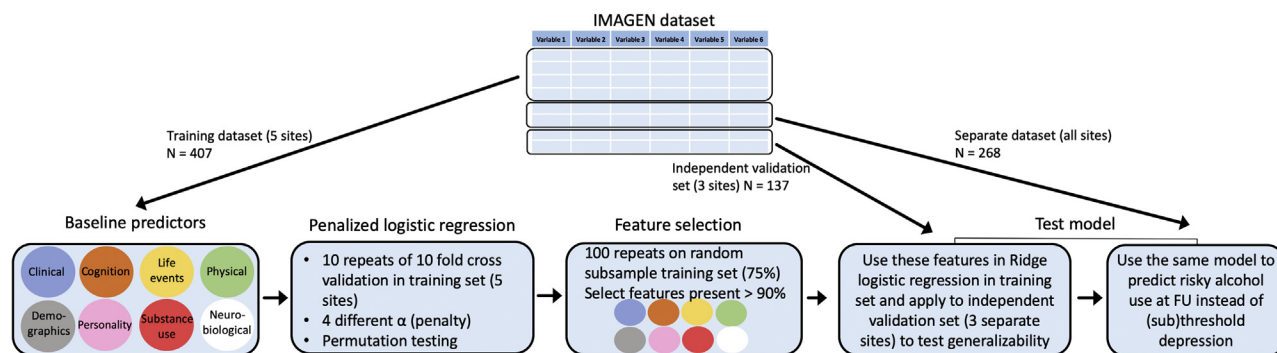 IMAGEN dataset
Variable 1 Variable 2 Variable 3 Variable 4 Variable 5 Variable 6
Training dataset (5 sites)
N = 407
Separate dataset (all sites)
N = 268
Independent validation
set (3 sites) N = 137
Baseline predictors
Clinical
Cognition
Life
events
Physical
Demo-
graphics
Personality
Substance
use
Neuro-
biological
Penalized logistic regression
• 10 repeats of 10 fold cross
validation in training set (5
sites)
• 4 different α (penalty)
• Permutation testing
Feature selection
100 repeats on random
subsample training set (75%)
Select features present > 90%
Test model
Use these features in Ridge
logistic regression in training
set and apply to independent
validation set (3 separate
sites) to test generalizability
Use the same model to
predict risky alcohol
use at FU instead of
(sub)threshold
depression